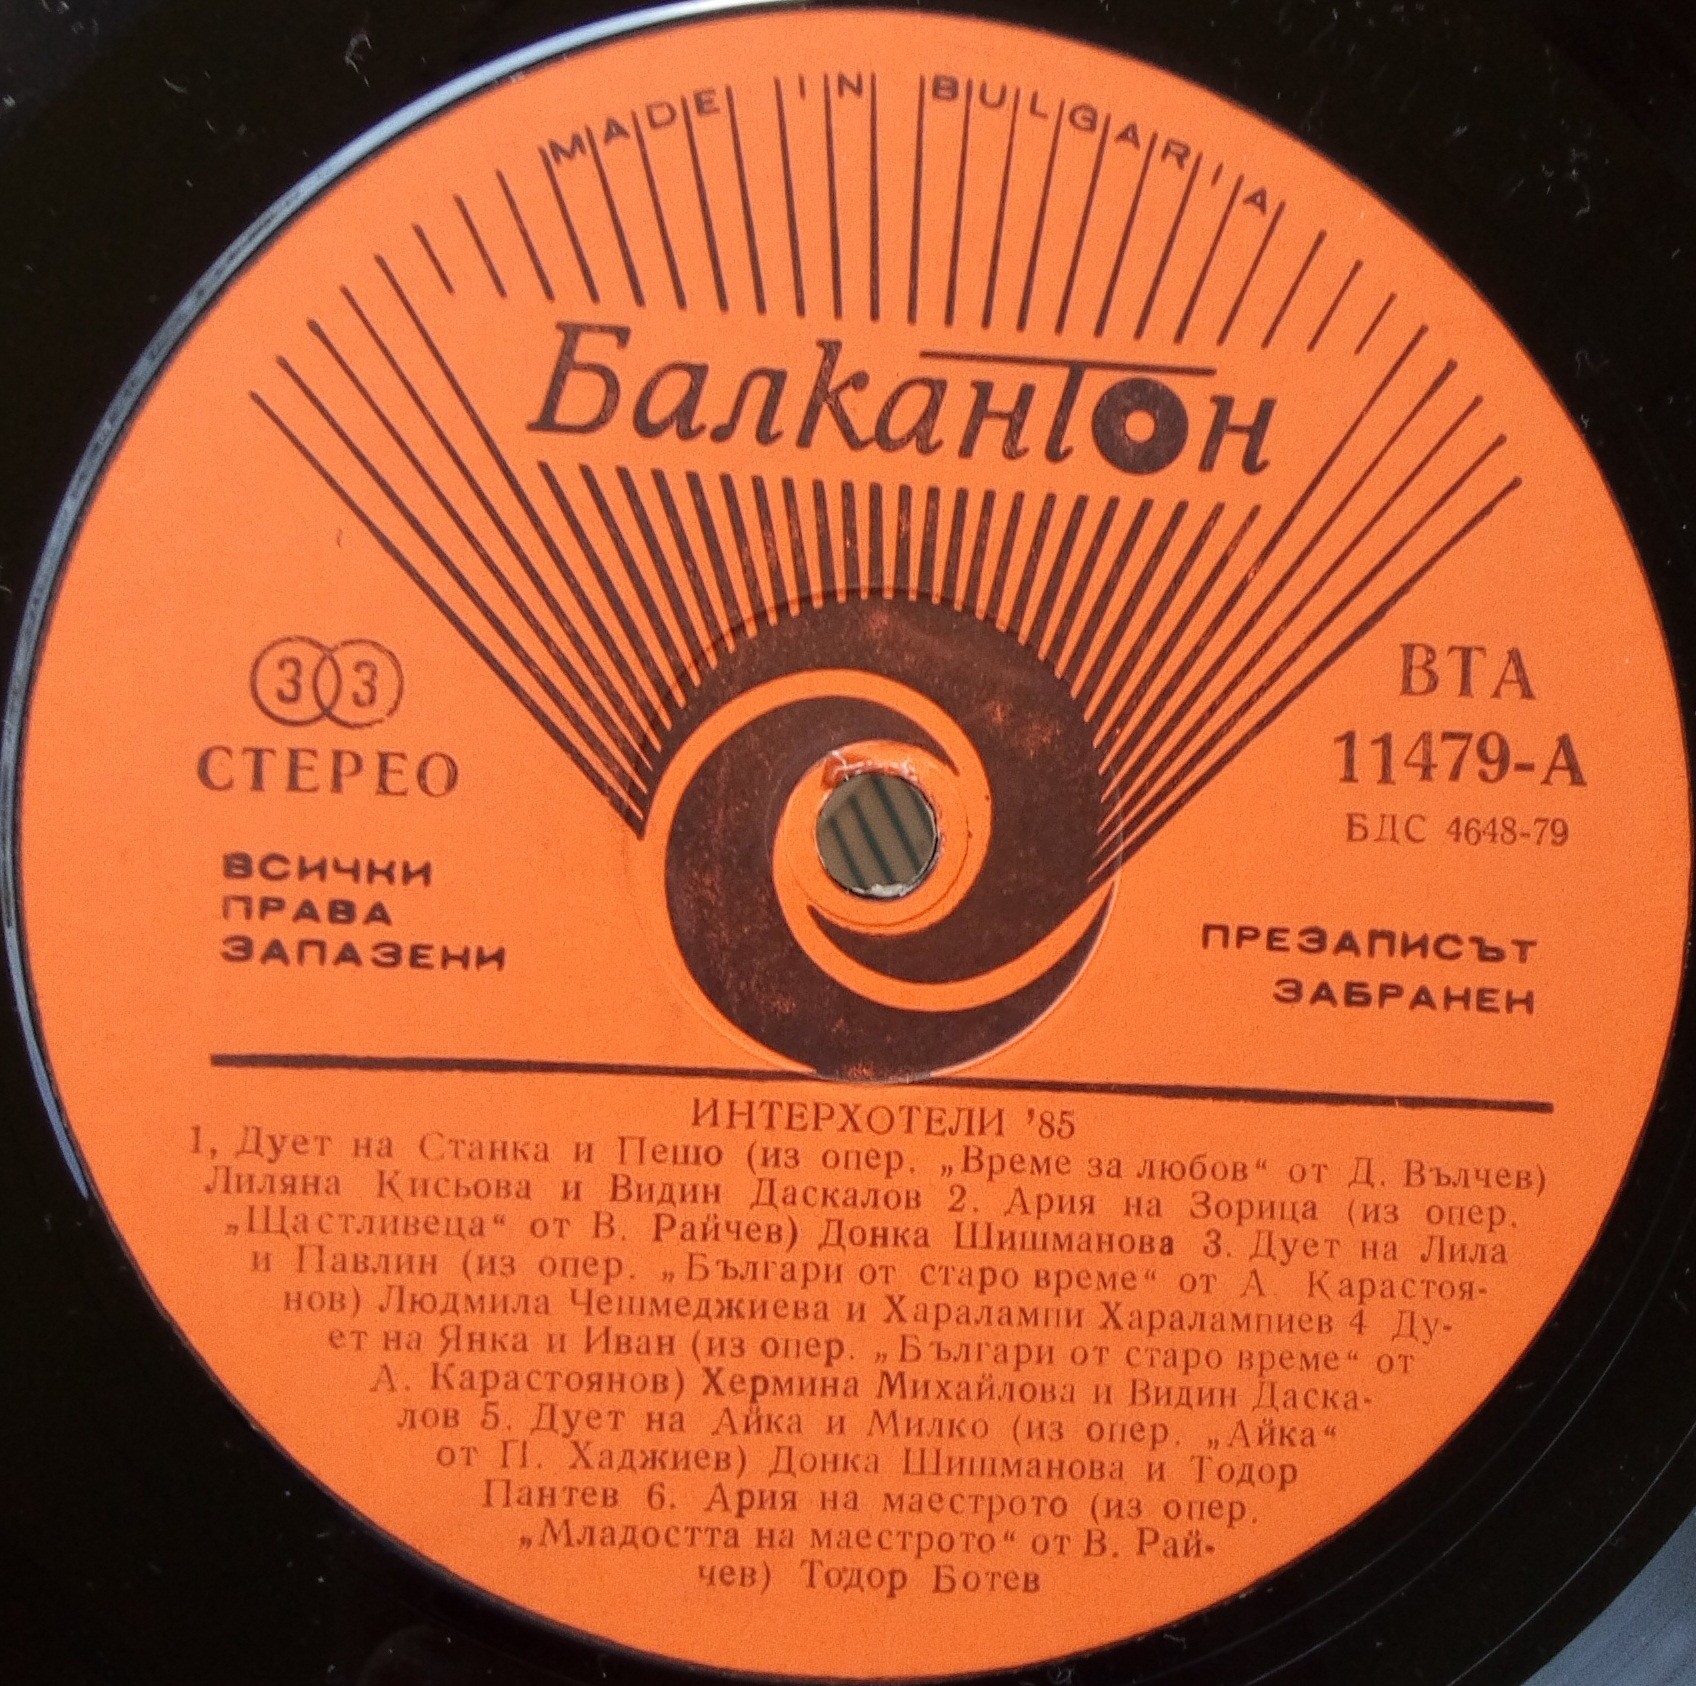 MADE IN BULGARIA
Балкантон
33
СТЕРЕО
ВСИЧКИ
ПРАВА
ЗАПАЗЕНИ
ВТА
11479-А
БДС 4648-79
ПРЕЗАПИСЪТ
ЗАБРАНЕН
ИНТЕРХОТЕЛИ '85
1, Дует на Станка и Пешо (из опер. „Време за любов“ от Д. Вълчев)
Лиляна Кисьова и Видин Даскалов 2. Ария на Зорица (из опер.
„Щастливеца“ от В. Райчев) Донка Шишманова 3. Дует на Лила
и Павлин (из опер. „Българи от старо време“ от А Карастоя-
нов) Людмила Чешмеджиева и Харалампи Харалампиев 4 Ду-
ет на Янка и Иван (из опер. „Българи от старо време“ от
А. Карастоянов) Хермина Михайлова и Видин Даска-
лов 5. Дует на Айка и Милко (из опер. „Айка“
от П. Хаджиев) Донка Шишманова и Тодор
Пантев 6. Ария на маестрото (из опер.
„Младостта на маестрото“ от В. Рай-
чев) Тодор Ботев